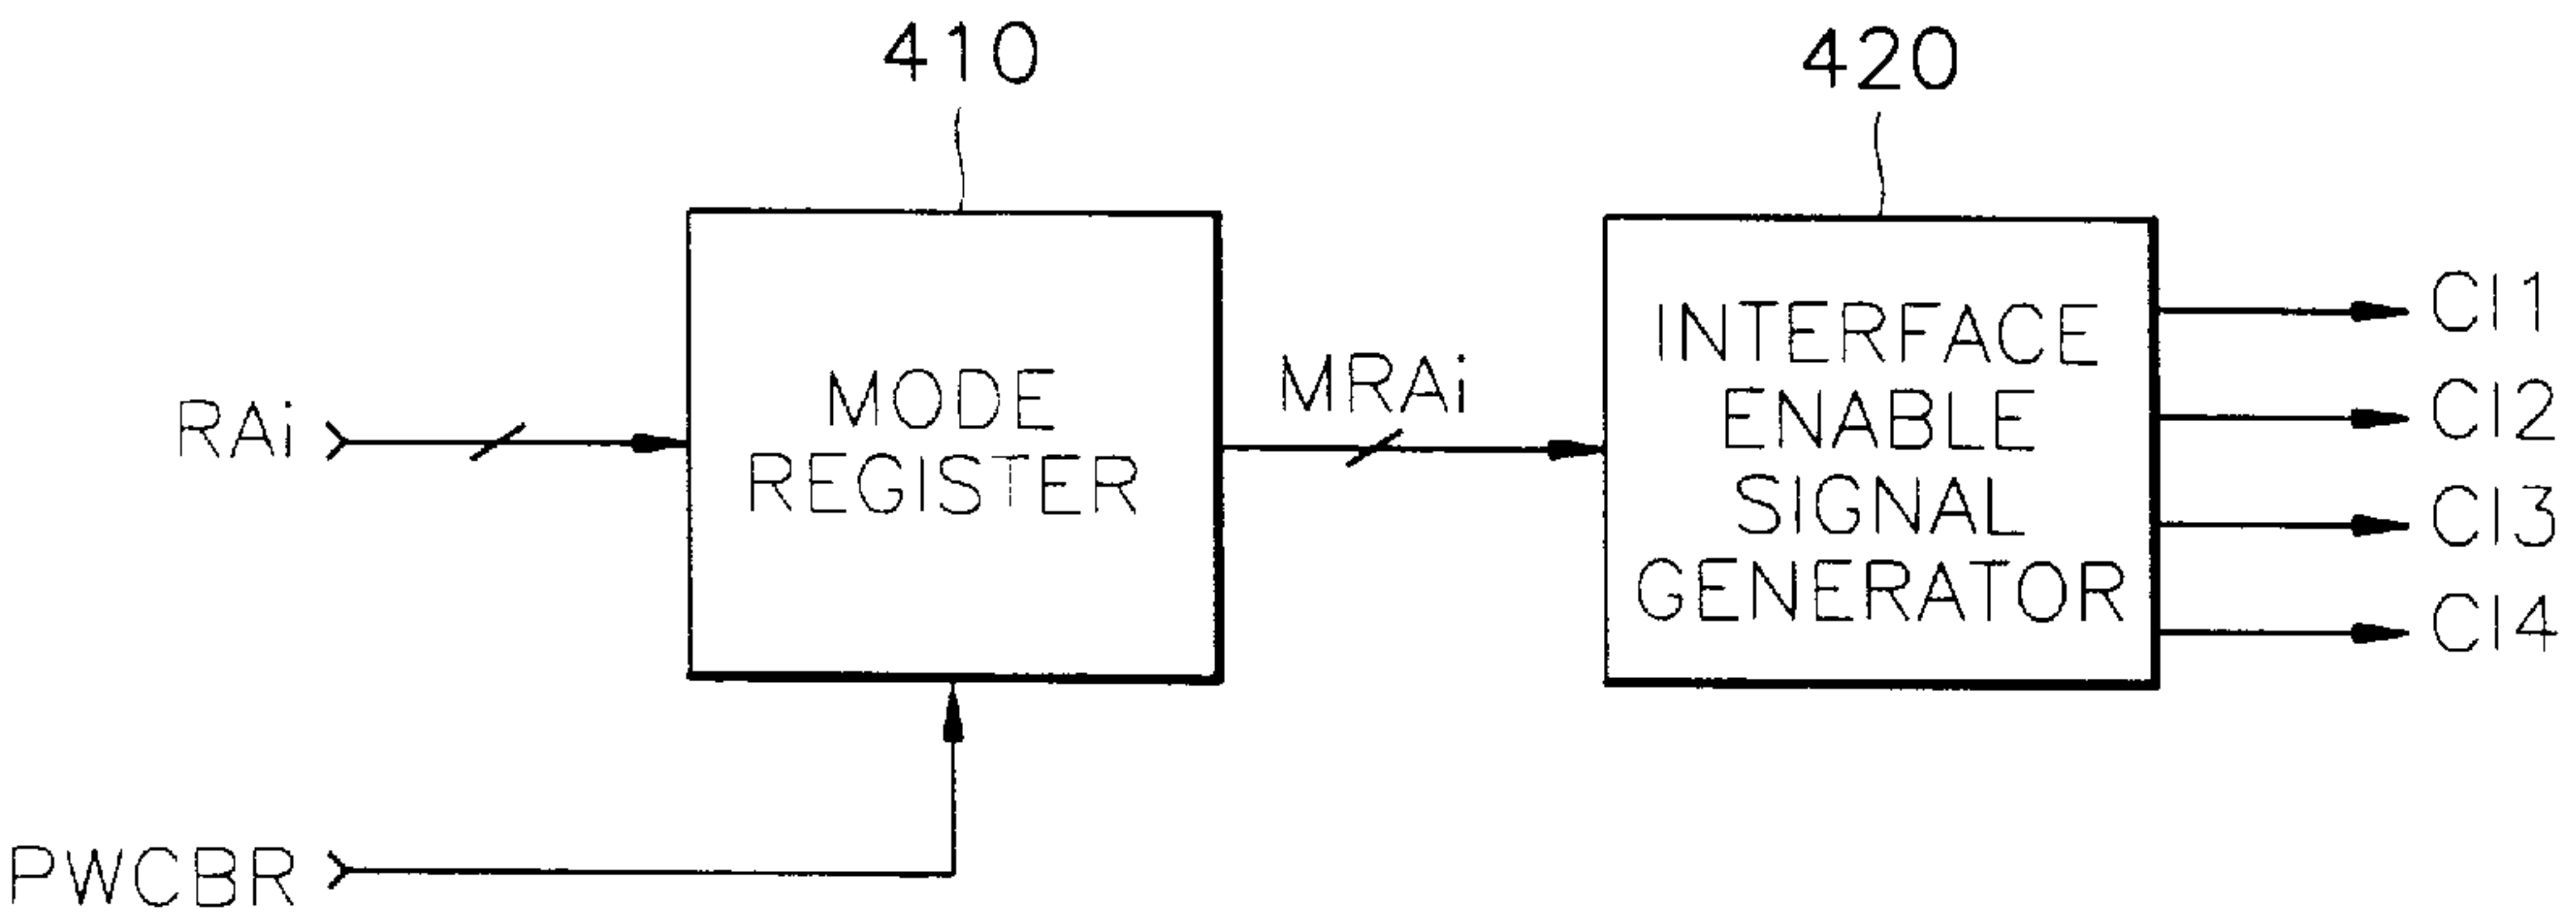 410
420
RAi
MODE
REGISTER
MRAi
INTERFACE
ENABLE
SIGNAL
GENERATOR
CI1
CI2
CI3
CI4
PWCBR